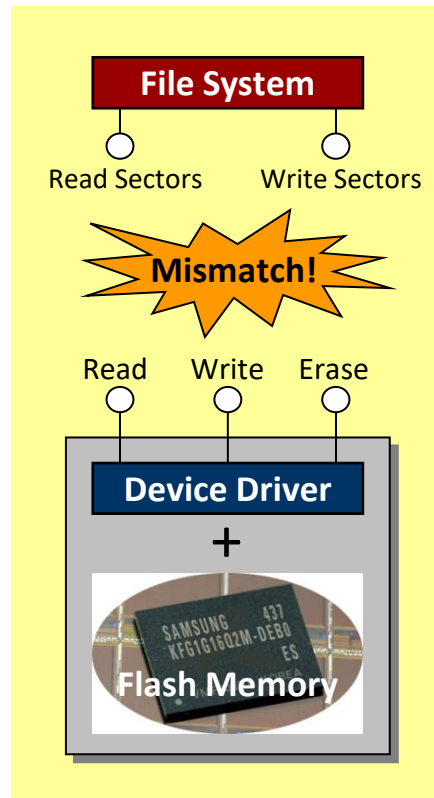 File System
Read Sectors Write Sectors
Mismatch!
Read Write Erase
Device Driver
+
SAMSUNG 437
KFG1G16Q2M-DEB0
ES
Flash Memory